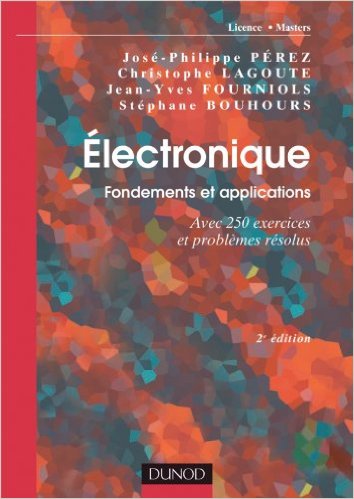 Licence • Masters
José-Philippe PÉREZ
Christophe LAGOUTE
Jean-Yves FOURNIOLS
Stéphane BOUHOURS
Électronique
Fondements et applications
Avec 250 exercices
et problèmes résolus
2e édition
DUNOD